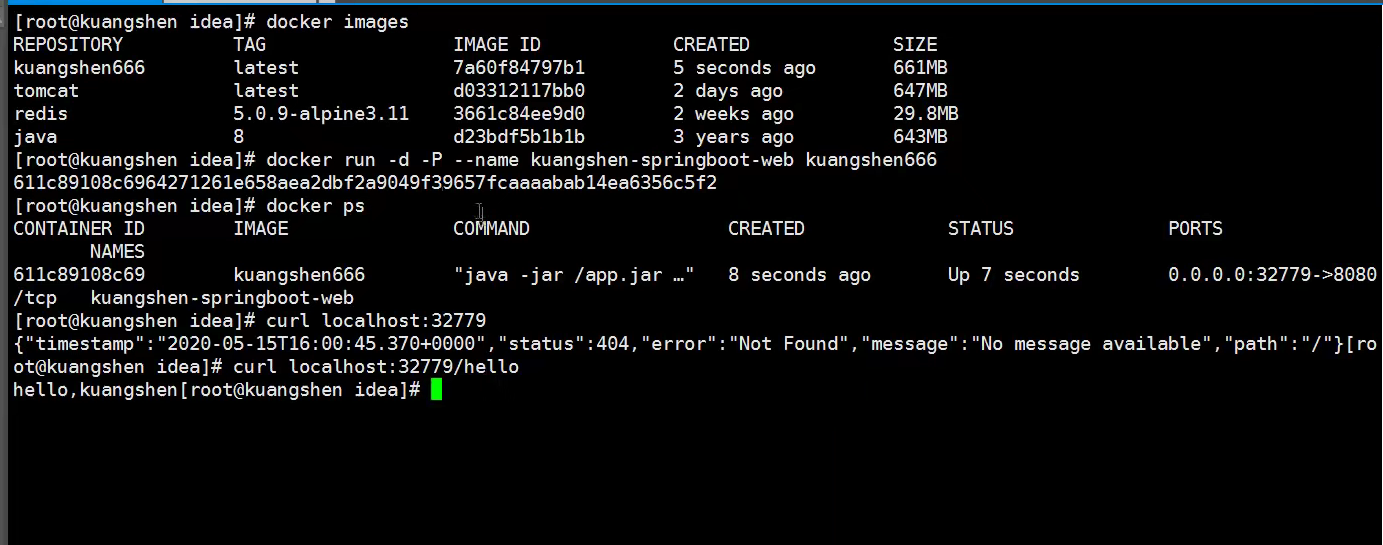 [root@kuangshen idea]# docker images
REPOSITORY          TAG                 IMAGE ID            CREATED             SIZE
kuangshen666        latest              7a60f84797b1        5 seconds ago       661MB
tomcat              latest              d03312117bb0        2 days ago          647MB
redis               5.0.9-alpine3.11    3661c84ee9d0        2 weeks ago         29.8MB
java                8                   d23bdf5b1b1b        3 years ago         643MB
[root@kuangshen idea]# docker run -d -P --name kuangshen-springboot-web kuangshen666
611c89108c6964271261e658aea2dbf2a9049f39657fcaaaabab14ea6356c5f2
[root@kuangshen idea]# docker ps
CONTAINER ID        IMAGE               COMMAND                  CREATED             STATUS              PORTS
       NAMES
611c89108c69        kuangshen666        "java -jar /app.jar …"   8 seconds ago       Up 7 seconds        0.0.0.0:32779->8080
/tcp   kuangshen-springboot-web
[root@kuangshen idea]# curl localhost:32779
{"timestamp":"2020-05-15T16:00:45.370+0000","status":404,"error":"Not Found","message":"No message available","path":"/"}[ro
ot@kuangshen idea]# curl localhost:32779/hello
hello,kuangshen[root@kuangshen idea]#